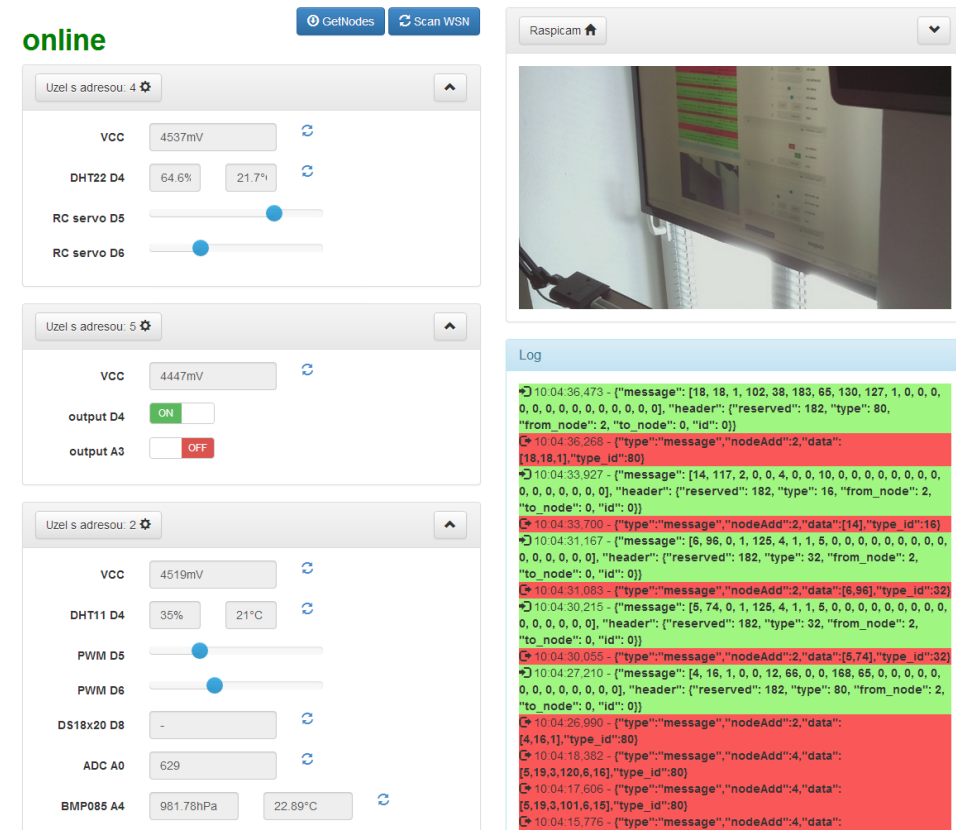 online
GetNodes
Scan WSN
Uzel s adresou: 4
VCC 4537mV
DHT22 D4 64.6% 21.7°
RC servo D5
RC servo D6
Uzel s adresou: 5
VCC 4447mV
output D4 ON
output A3 OFF
Uzel s adresou: 2
VCC 4519mV
DHT11 D4 35% 21°C
PWM D5
PWM D6
DS18x20 D8 -
ADC A0 629
BMP085 A4 981.78hPa 22.89°C
Raspicam
Log
10:04:36,473 - {"message": [18, 18, 1, 102, 38, 183, 65, 130, 127, 1, 0, 0, 0,
0, 0, 0, 0, 0, 0, 0, 0, 0, 0, 0], "header": {"reserved": 182, "type": 80,
"from_node": 2, "to_node": 0, "id": 0}}
10:04:36,268 - {"type":"message","nodeAdd":2,"data":
[18,18,1],"type_id":80}
10:04:33,927 - {"message": [14, 117, 2, 0, 0, 4, 0, 0, 10, 0, 0, 0, 0, 0, 0, 0, 0,
0, 0, 0, 0, 0, 0, 0], "header": {"reserved": 182, "type": 16, "from_node": 2,
"to_node": 0, "id": 0}}
10:04:33,700 - {"type":"message","nodeAdd":2,"data":[14],"type_id":16}
10:04:31,167 - {"message": [6, 96, 0, 1, 125, 4, 1, 1, 5, 0, 0, 0, 0, 0, 0, 0, 0, 0,
0, 0, 0, 0, 0, 0], "header": {"reserved": 182, "type": 32, "from_node": 2,
"to_node": 0, "id": 0}}
10:04:31,083 - {"type":"message","nodeAdd":2,"data":[6,96],"type_id":32}
10:04:30,215 - {"message": [5, 74, 0, 1, 125, 4, 1, 1, 5, 0, 0, 0, 0, 0, 0, 0, 0, 0,
0, 0, 0, 0, 0, 0], "header": {"reserved": 182, "type": 32, "from_node": 2,
"to_node": 0, "id": 0}}
10:04:30,055 - {"type":"message","nodeAdd":2,"data":[5,74],"type_id":32}
10:04:27,210 - {"message": [4, 16, 1, 0, 0, 12, 66, 0, 0, 168, 65, 0, 0, 0, 0, 0,
0, 0, 0, 0, 0, 0, 0, 0], "header": {"reserved": 182, "type": 80, "from_node": 2,
"to_node": 0, "id": 0}}
10:04:26,990 - {"type":"message","nodeAdd":2,"data":
[4,16,1],"type_id":80}
10:04:18,382 - {"type":"message","nodeAdd":4,"data":
[5,19,3,120,6,16],"type_id":80}
10:04:17,606 - {"type":"message","nodeAdd":4,"data":
[5,19,3,101,6,15],"type_id":80}
10:04:15,776 - {"type":"message","nodeAdd":4,"data":